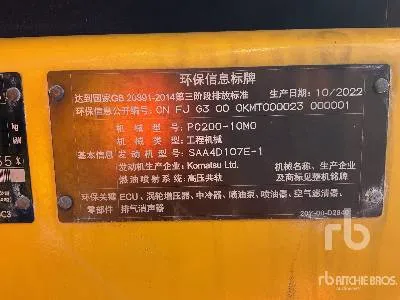 环保信息标牌
达到国家GB 20891-2014第三阶段排放标准 生产日期: 10/2022
环保信息公开编号: CN FJ G3 00 0KMT000023 000001
机械型号: PC200-10M0
机械类型: 工程机械
基本信息 发动机型号: SAA4D107E-1
发动机生产企业: Komatsu Ltd. 机械名称、生产企业
燃油喷射系统: 高压共轨 及商标见整机铭牌
环保关键 ECU、涡轮增压器、中冷器、喷油泵、喷油器、空气滤清器、
零部件 排气消声器
rb
rb
RITCHIE BROS.